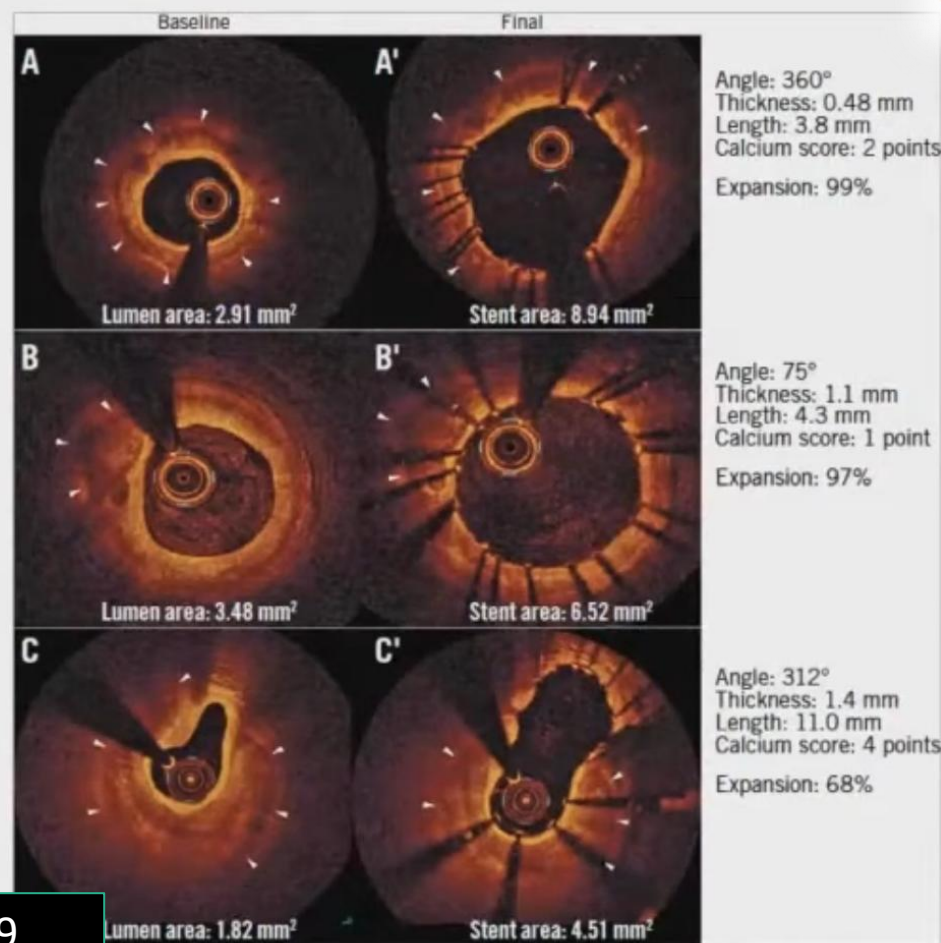 Baseline
Final
A
A'
Angle: 360°
Thickness: 0.48 mm
Length: 3.8 mm
Calcium score: 2 points
Expansion: 99%
Lumen area: 2.91 mm²
Stent area: 8.94 mm²
B
B'
Angle: 75°
Thickness: 1.1 mm
Length: 4.3 mm
Calcium score: 1 point
Expansion: 97%
Lumen area: 3.48 mm²
Stent area: 6.52 mm²
C
C'
Angle: 312°
Thickness: 1.4 mm
Length: 11.0 mm
Calcium score: 4 points
Expansion: 68%
9
Lumen area: 1.82 mm²
Stent area: 4.51 mm²